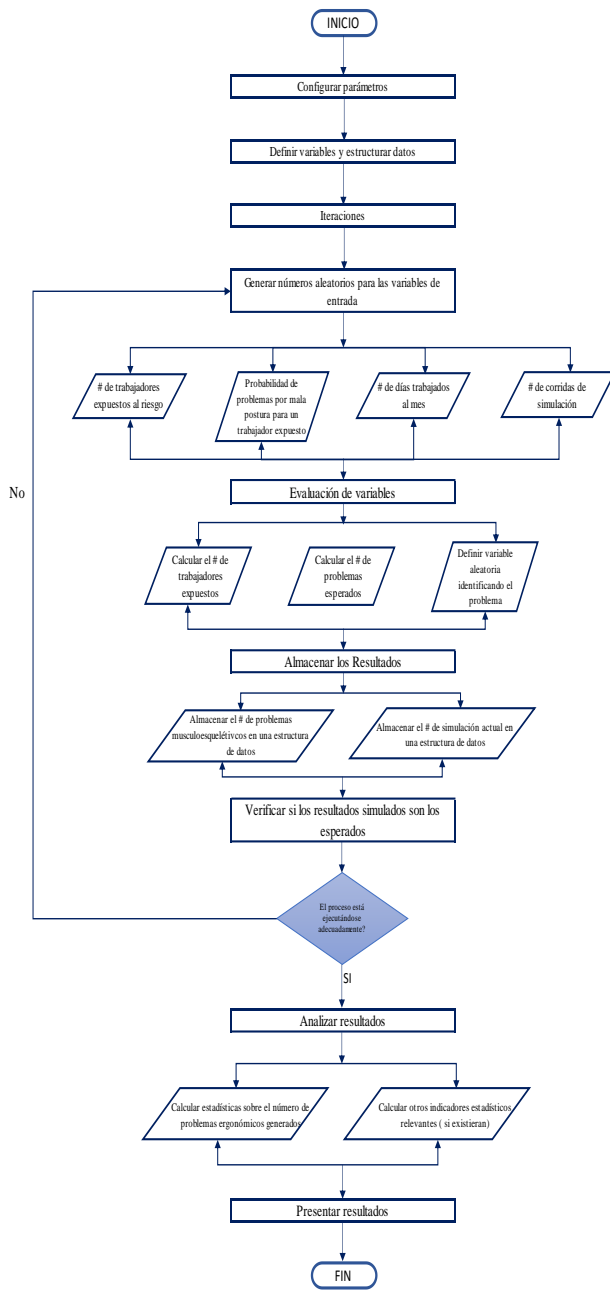 INICIO
Configurar parámetros
Definir variables y estructurar datos
Iteraciones
Generar números aleatorios para las variables de
entrada
# de trabajadores
expuestos al riesgo
Probabilidad de
problemas por mala
postura para un
trabajador expuesto
# de días trabajados
al mes
# de corridas de
simulación
No
Evaluación de variables
Calcular el # de
trabajadores
expuestos
Calcular el # de
problemas
esperados
Definir variable
aleatoria
identificando el
problema
Almacenar los Resultados
Almacenar el # de problemas
musculoesquelétivcos en una estructura
de datos
Almacenar el # de simulación actual en
una estructura de datos
Verificar si los resultados simulados son los
esperados
El proceso está
ejecutándose
adecuadamente?
SI
Analizar resultados
Calcular estadísticas sobre el número de
problemas ergonómicos generados
Calcular otros indicadores estadísticos
relevantes ( si existieran)
Presentar resultados
FIN